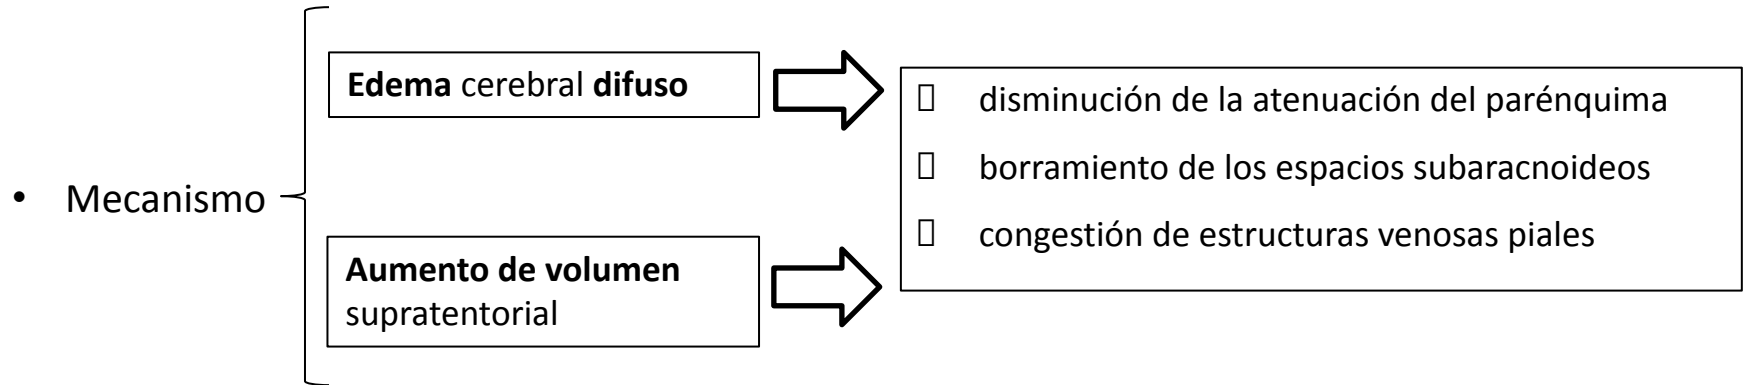 • Mecanismo
Edema cerebral difuso
Aumento de volumen
supratentorial
▯ disminución de la atenuación del parénquima
▯ borramiento de los espacios subaracnoideos
▯ congestión de estructuras venosas piales